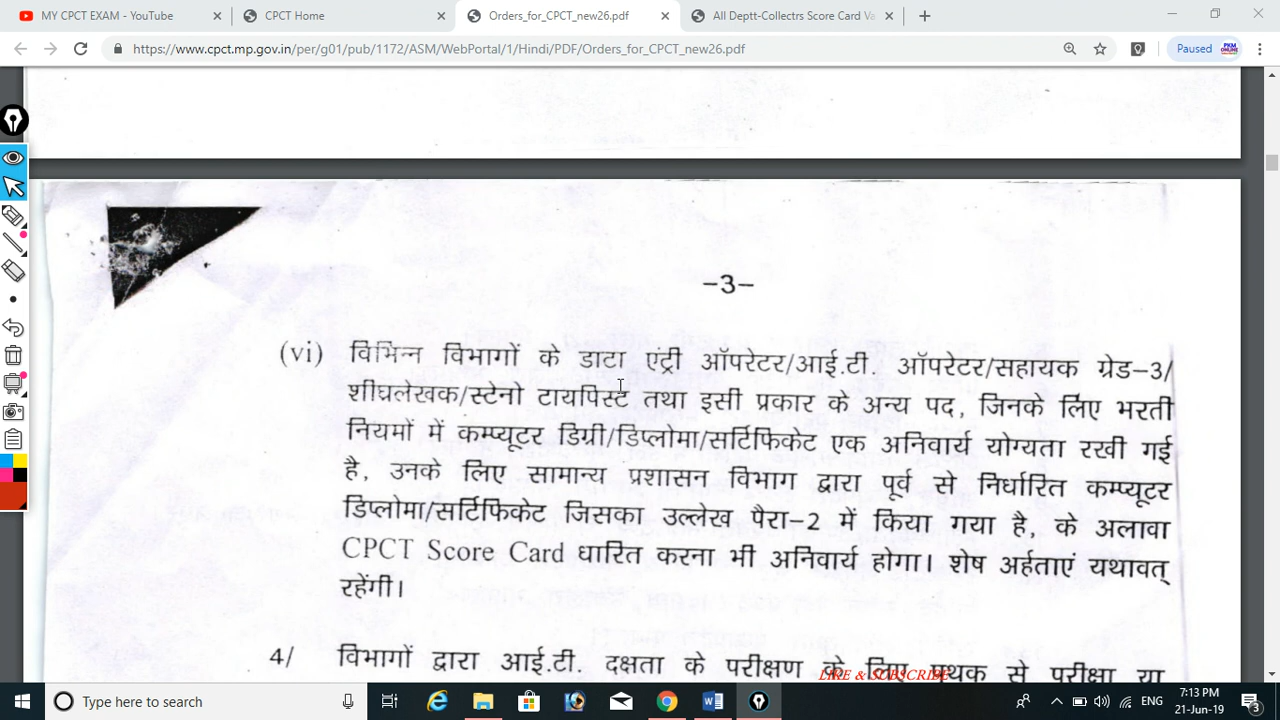 MY CPCT EXAM - YouTube
CPCT Home
Orders_for_CPCT_new26.pdf
All Deptt-Collectrs Score Card Va
https://www.cpct.mp.gov.in/per/g01/pub/1172/ASM/WebPortal/1/Hindi/PDF/Orders_for_CPCT_new26.pdf
Paused
PKM ONLINE
–3–
(vi) विभिन्न विभागों के डाटा एंट्री ऑपरेटर/आई.टी. ऑपरेटर/सहायक ग्रेड–3/
शीघ्रलेखक/स्टेनो टायपिस्ट तथा इसी प्रकार के अन्य पद, जिनके लिए भरती
नियमों में कम्प्यूटर डिग्री/डिप्लोमा/सर्टिफिकेट एक अनिवार्य योग्यता रखी गई
है, उनके लिए सामान्य प्रशासन विभाग द्वारा पूर्व से निर्धारित कम्प्यूटर
डिप्लोमा/सर्टिफिकेट जिसका उल्लेख पैरा–2 में किया गया है, के अलावा
CPCT Score Card धारित करना भी अनिवार्य होगा। शेष अर्हताएं यथावत्
रहेंगी।
4/ विभागों द्वारा आई.टी. दक्षता के परीक्षण के लिए पृथक से परीक्षा या
LIKE & SUBSCRIBE
Type here to search
ENG
7:13 PM
21-Jun-19
3